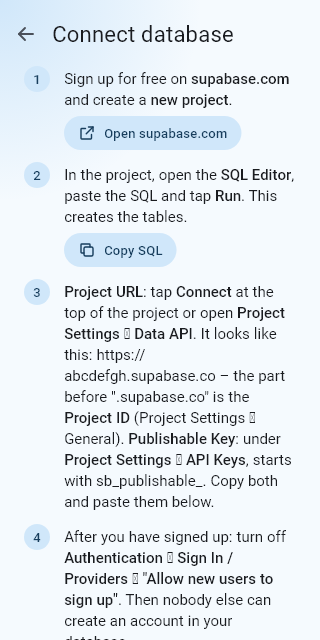 Connect database
1
Sign up for free on supabase.com
and create a new project.
Open supabase.com
2
In the project, open the SQL Editor,
paste the SQL and tap Run. This
creates the tables.
Copy SQL
3
Project URL: tap Connect at the
top of the project or open Project
Settings ▯ Data API. It looks like
this: https://
abcdefgh.supabase.co – the part
before ".supabase.co" is the
Project ID (Project Settings ▯
General). Publishable Key: under
Project Settings ▯ API Keys, starts
with sb_publishable_. Copy both
and paste them below.
4
After you have signed up: turn off
Authentication ▯ Sign In /
Providers ▯ "Allow new users to
sign up". Then nobody else can
create an account in your